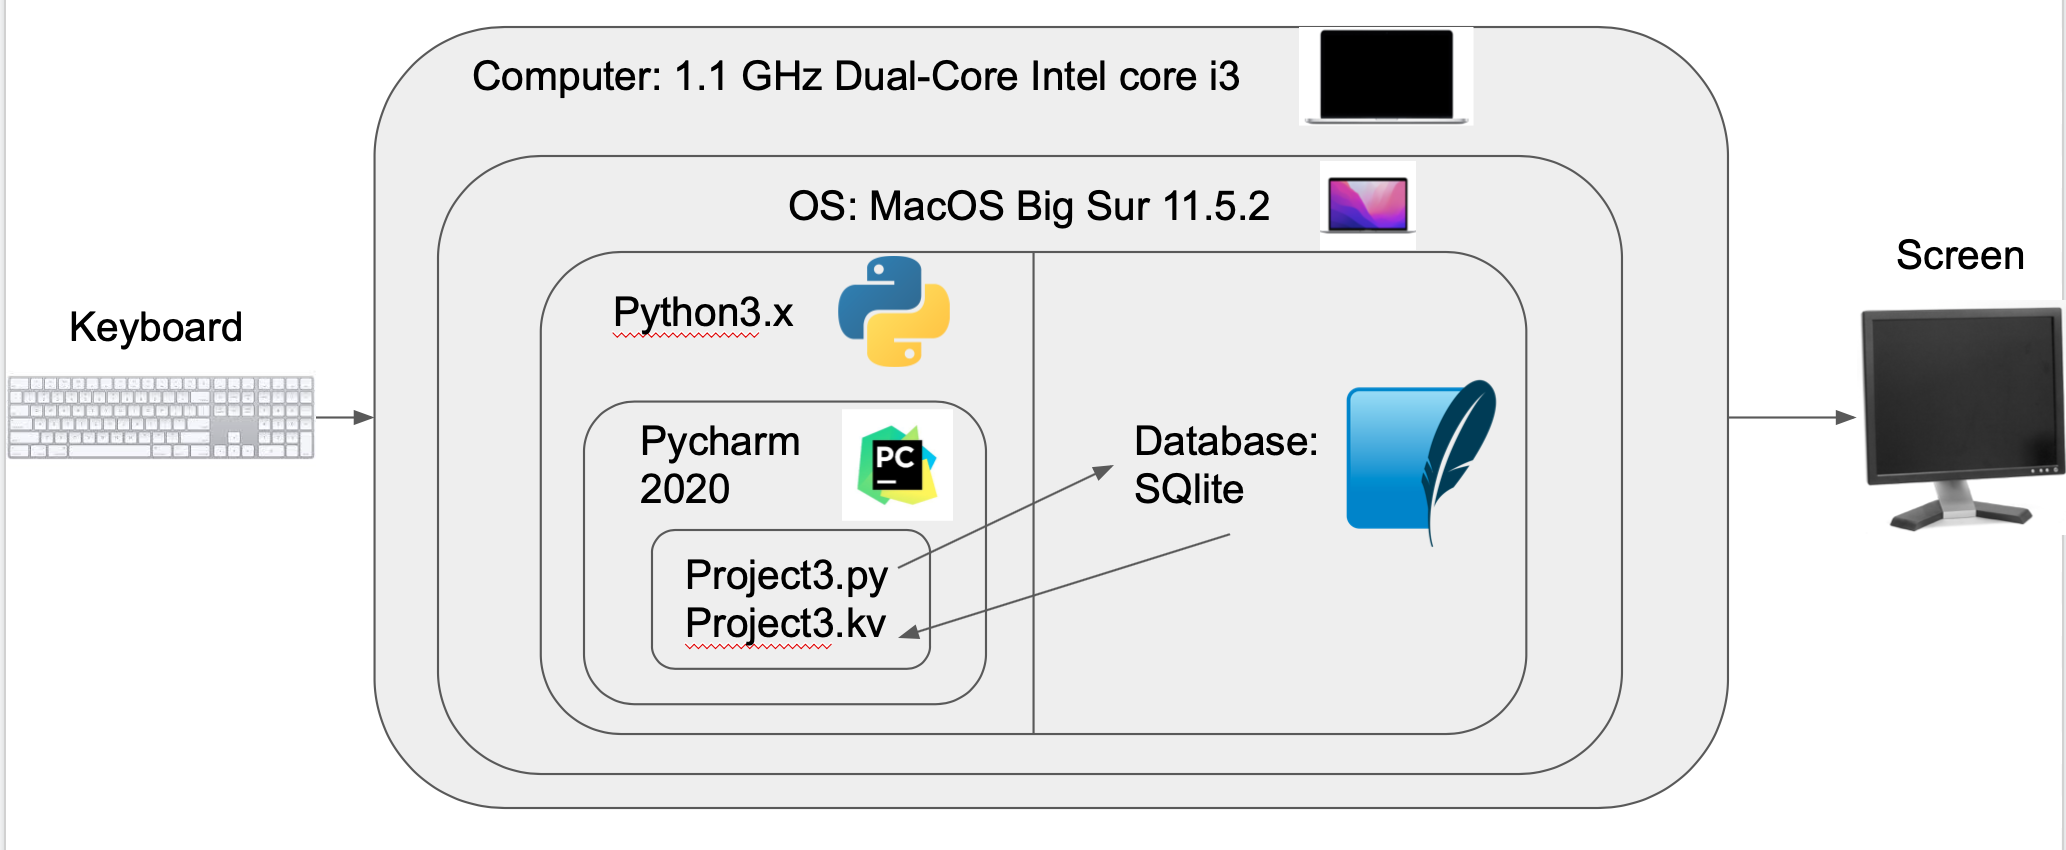 Computer: 1.1 GHz Dual-Core Intel core i3
OS: MacOS Big Sur 11.5.2
Screen
Keyboard
Python3.x
Pycharm
2020
PC
Database:
SQlite
Project3.py
Project3.kv